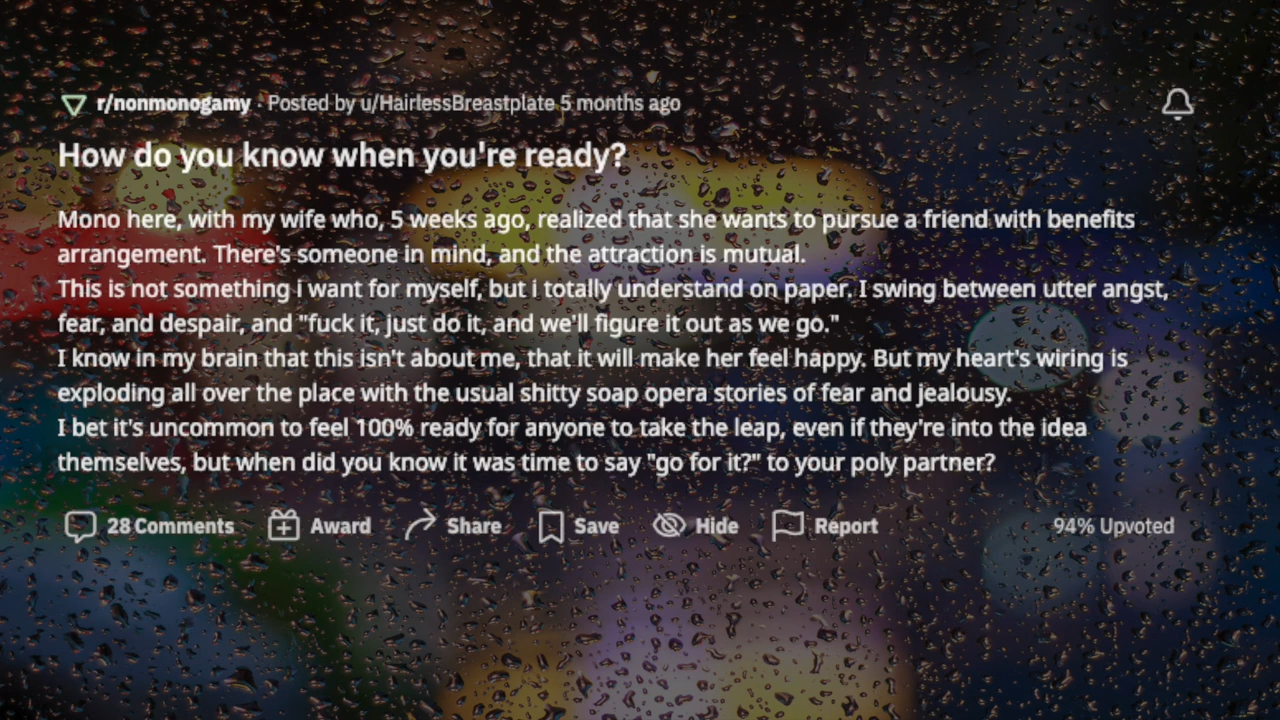 r/nonmonogamy · Posted by u/HairlessBreastplate 5 months ago
How do you know when you're ready?
Mono here, with my wife who, 5 weeks ago, realized that she wants to pursue a friend with benefits
arrangement. There's someone in mind, and the attraction is mutual.
This is not something i want for myself, but i totally understand on paper. I swing between utter angst,
fear, and despair, and "fuck it, just do it, and we'll figure it out as we go."
I know in my brain that this isn't about me, that it will make her feel happy. But my heart's wiring is
exploding all over the place with the usual shitty soap opera stories of fear and jealousy.
I bet it's uncommon to feel 100% ready for anyone to take the leap, even if they're into the idea
themselves, but when did you know it was time to say "go for it?" to your poly partner?
28 Comments Award Share Save Hide Report 94% Upvoted